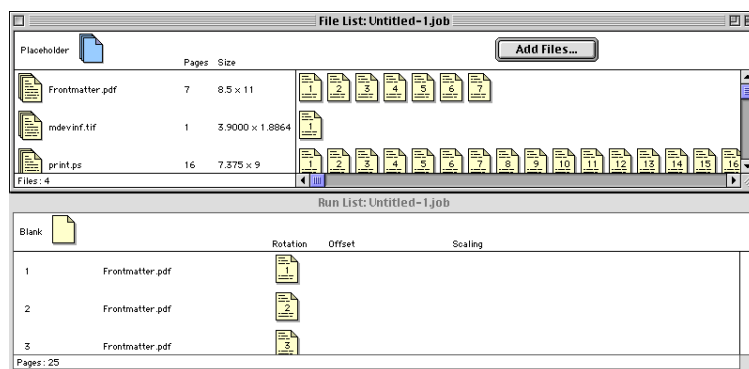 File List: Untitled-1.job
Placeholder
Add Files...
Pages Size
Frontmatter.pdf 7 8.5 x 11 1 2 3 4 5 6 7
mdevinf.tif 1 3.9000 x 1.8864 1
print.ps 16 7.375 x 9 1 2 3 4 5 6 7 8 9 10 11 12 13 14 15 16
Files: 4
Run List: Untitled-1.job
Blank
Rotation Offset Scaling
1 Frontmatter.pdf 1
2 Frontmatter.pdf 2
3 Frontmatter.pdf 3
Pages: 25